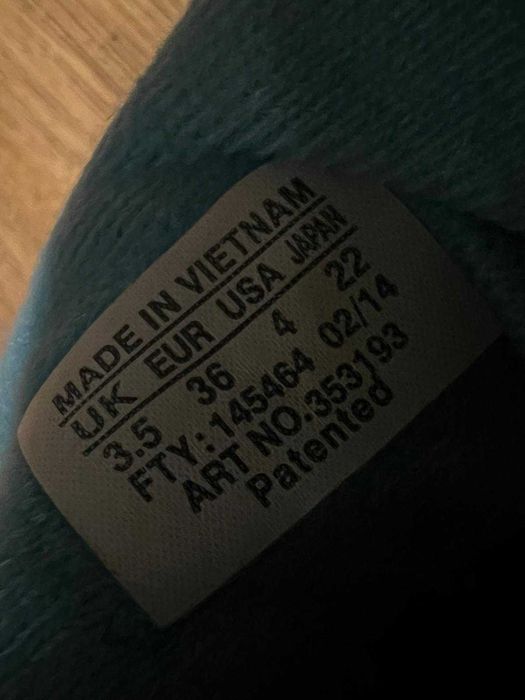 MADE IN VIETNAM
UK EUR USA JAPAN
3.5 36 4 22
FTY.:145464 02/14
ART NO.353193
Patented